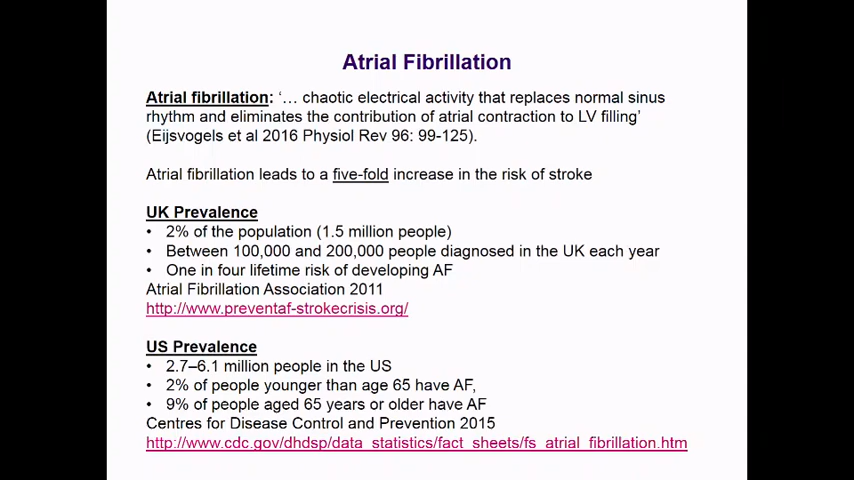 Atrial Fibrillation
Atrial fibrillation: ‘… chaotic electrical activity that replaces normal sinus
rhythm and eliminates the contribution of atrial contraction to LV filling’
(Eijsvogels et al 2016 Physiol Rev 96: 99-125).
Atrial fibrillation leads to a five-fold increase in the risk of stroke
UK Prevalence
• 2% of the population (1.5 million people)
• Between 100,000 and 200,000 people diagnosed in the UK each year
• One in four lifetime risk of developing AF
Atrial Fibrillation Association 2011
http://www.preventaf-strokecrisis.org/
US Prevalence
• 2.7–6.1 million people in the US
• 2% of people younger than age 65 have AF,
• 9% of people aged 65 years or older have AF
Centres for Disease Control and Prevention 2015
http://www.cdc.gov/dhdsp/data_statistics/fact_sheets/fs_atrial_fibrillation.htm